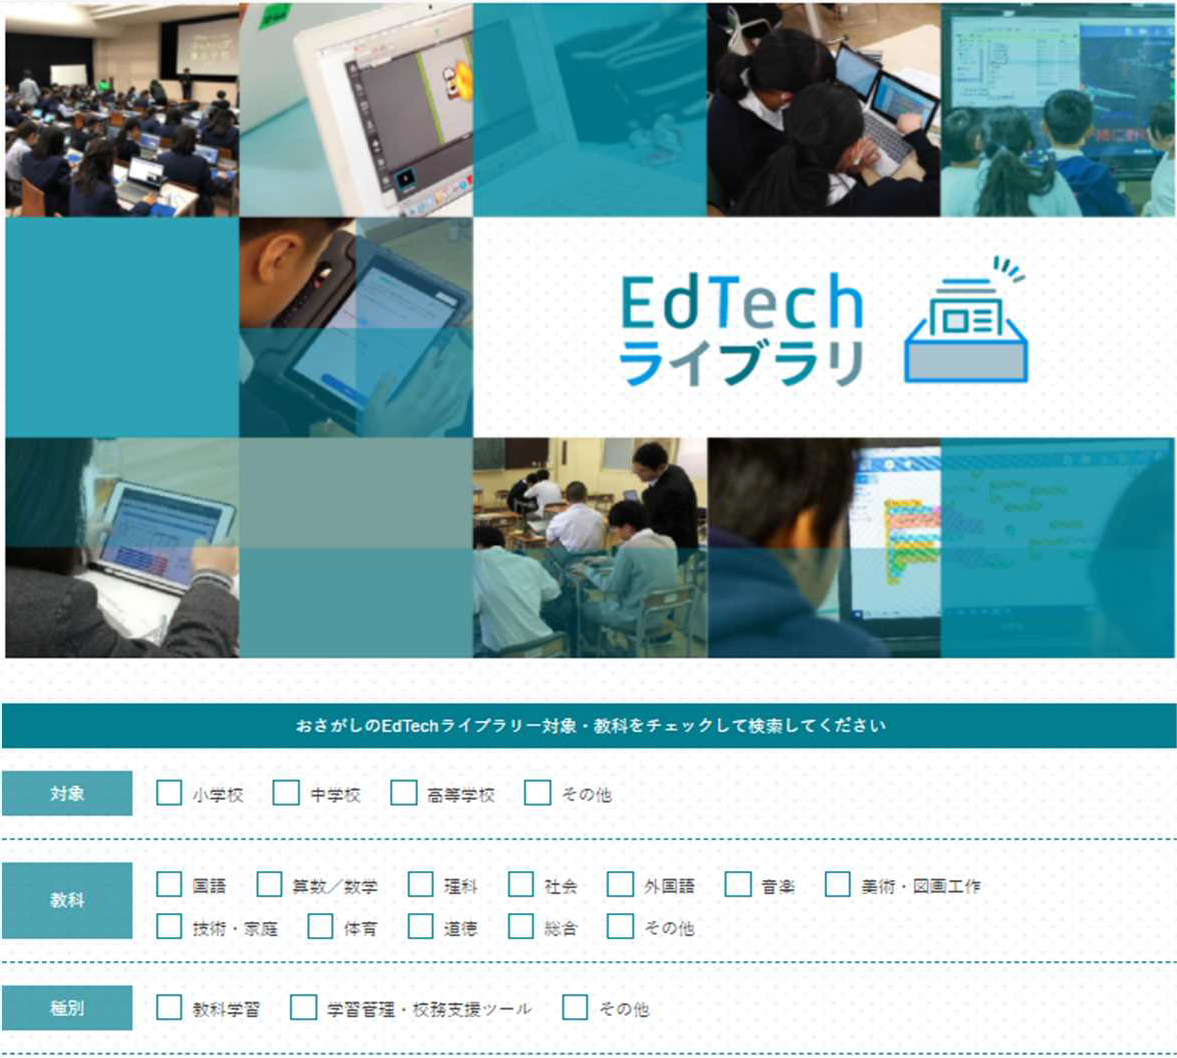 EdTech
ライブラリ
おさがしのEdTechライブラリー対象・教科をチェックして検索してください
対象
小学校
中学校
高等学校
その他
教科
国語
算数／数学
理科
社会
外国語
音楽
美術・図画工作
技術・家庭
体育
道徳
総合
その他
種別
教科学習
学習管理・校務支援ツール
その他